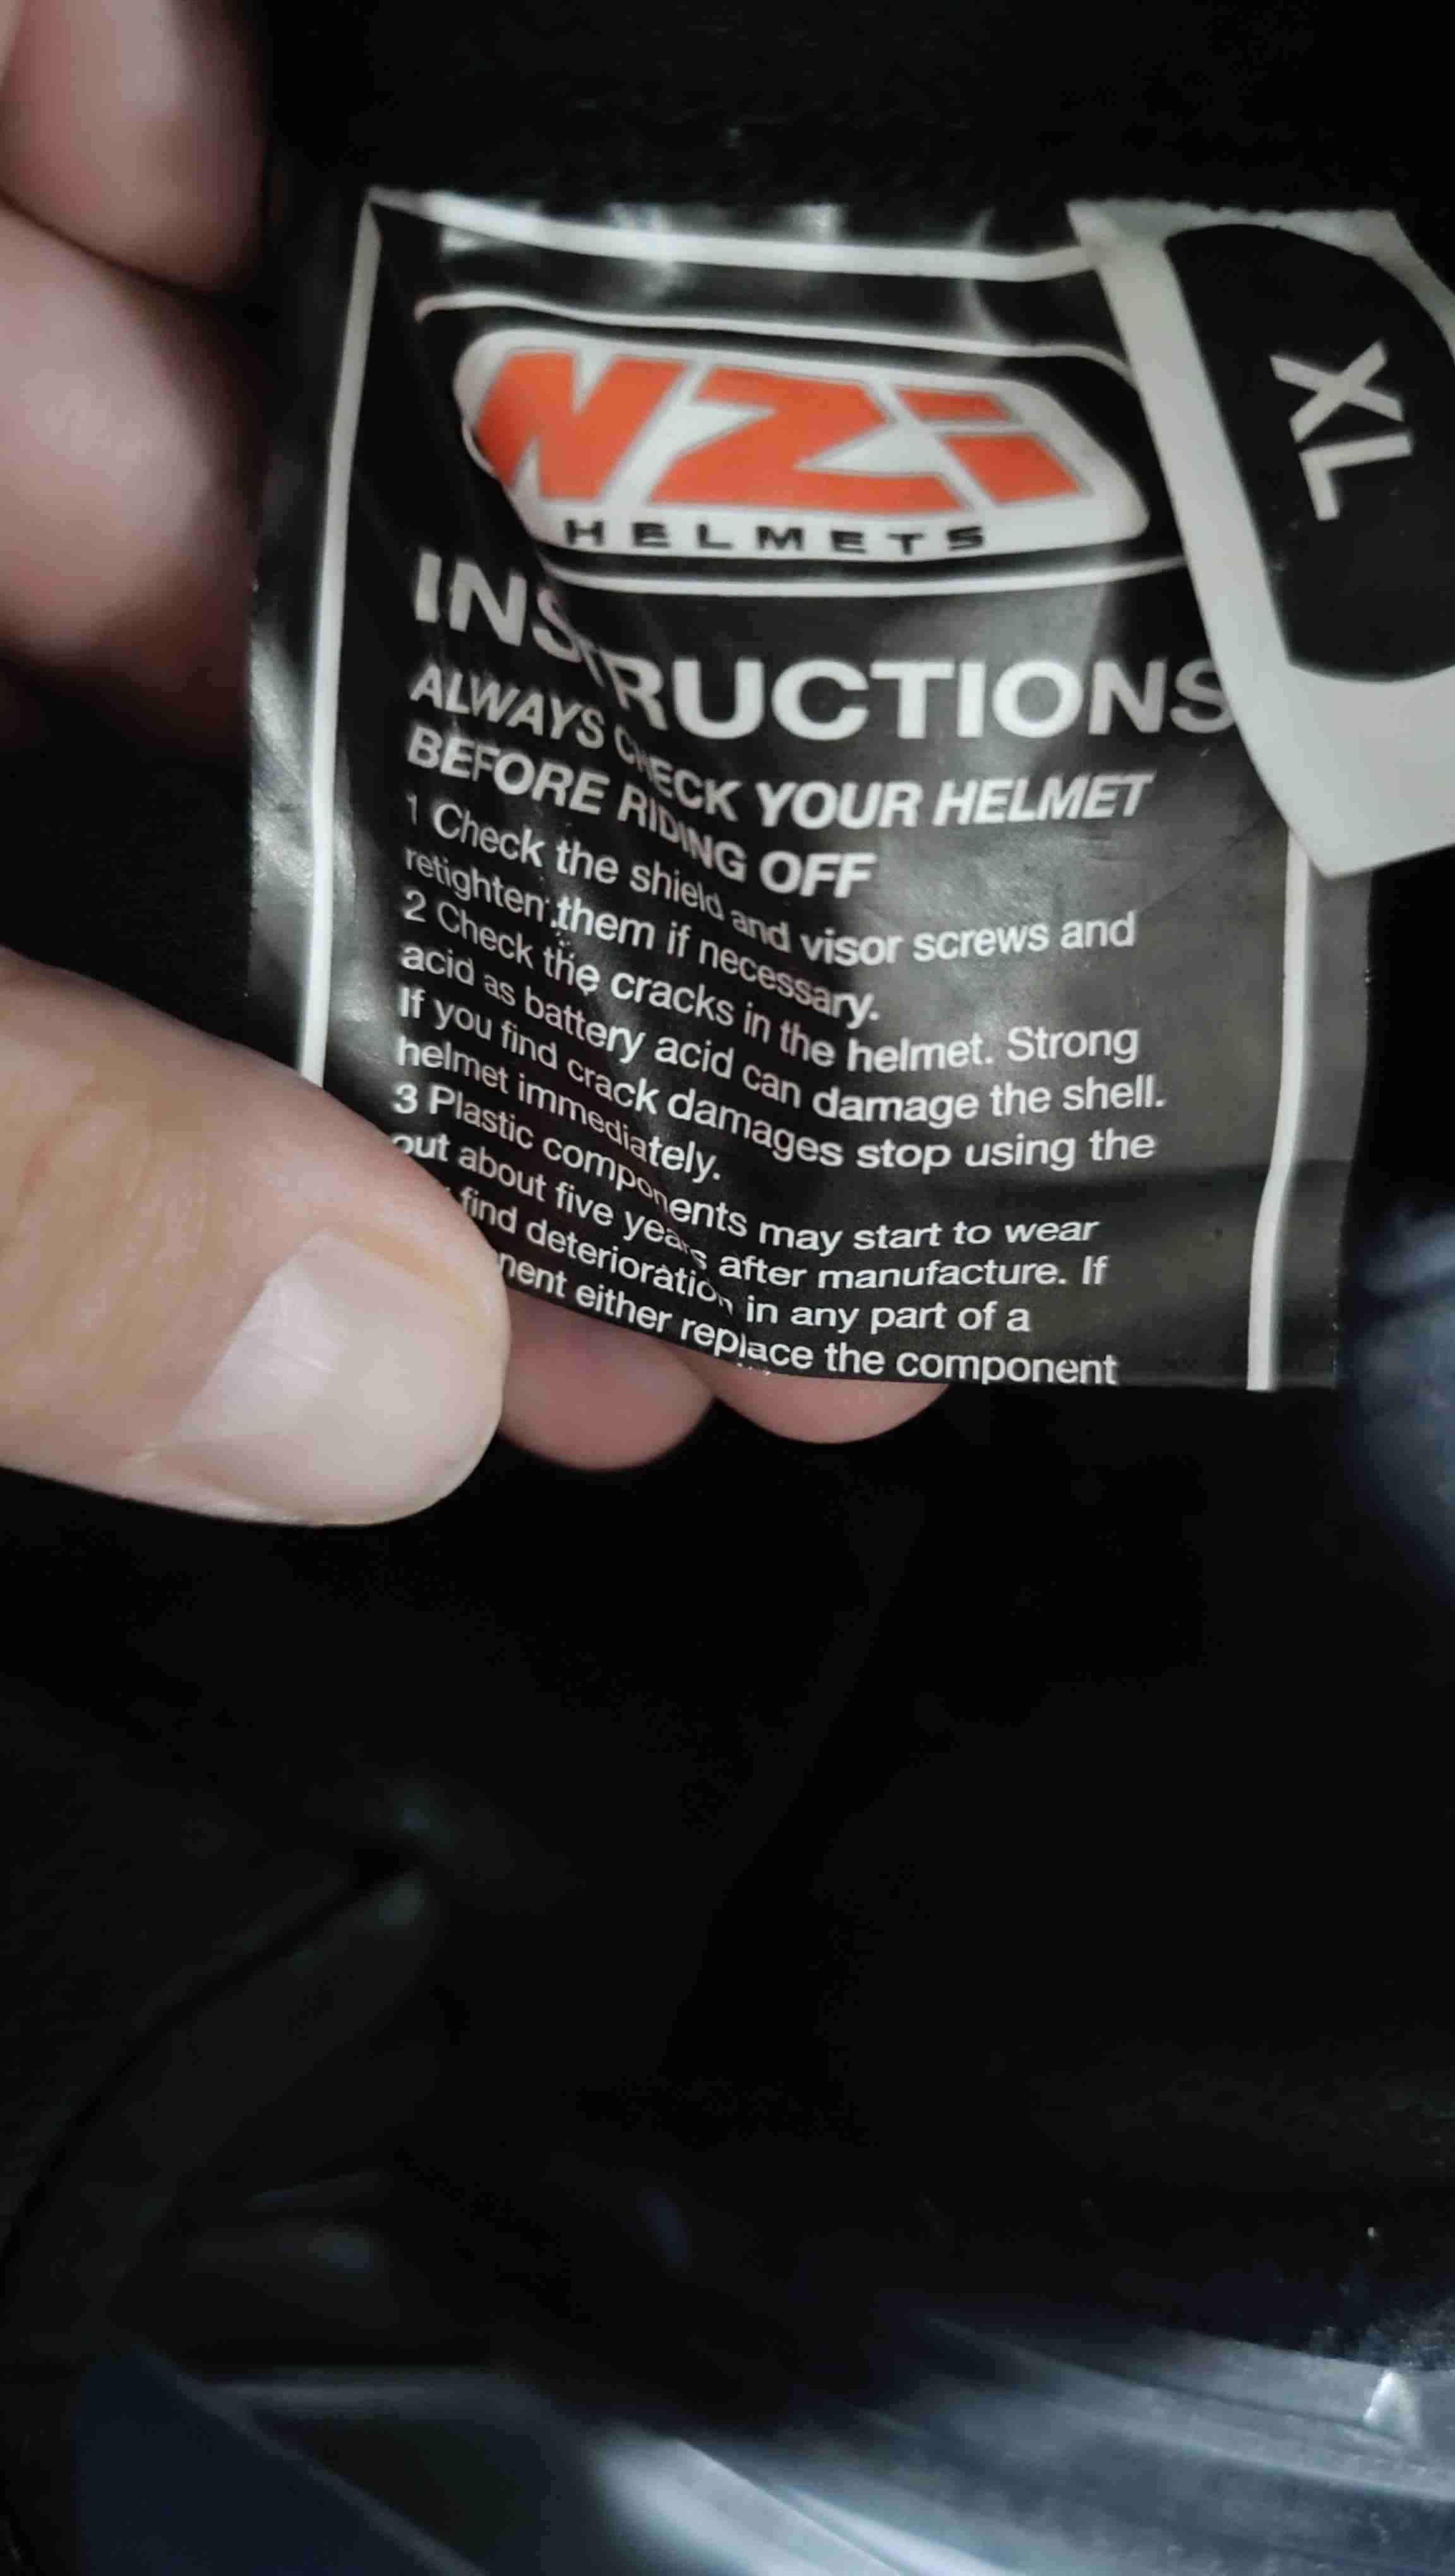 NZi
HELMETS
XL
INSTRUCTIONS
ALWAYS CHECK YOUR HELMET
BEFORE RIDING OFF
1 Check the shield and visor screws and
retighten them if necessary.
2 Check the cracks in the helmet. Strong
acid as battery acid can damage the shell.
If you find crack damages stop using the
helmet immediately.
3 Plastic components may start to wear
out about five years after manufacture. If
find deterioration in any part of a
either replace the component